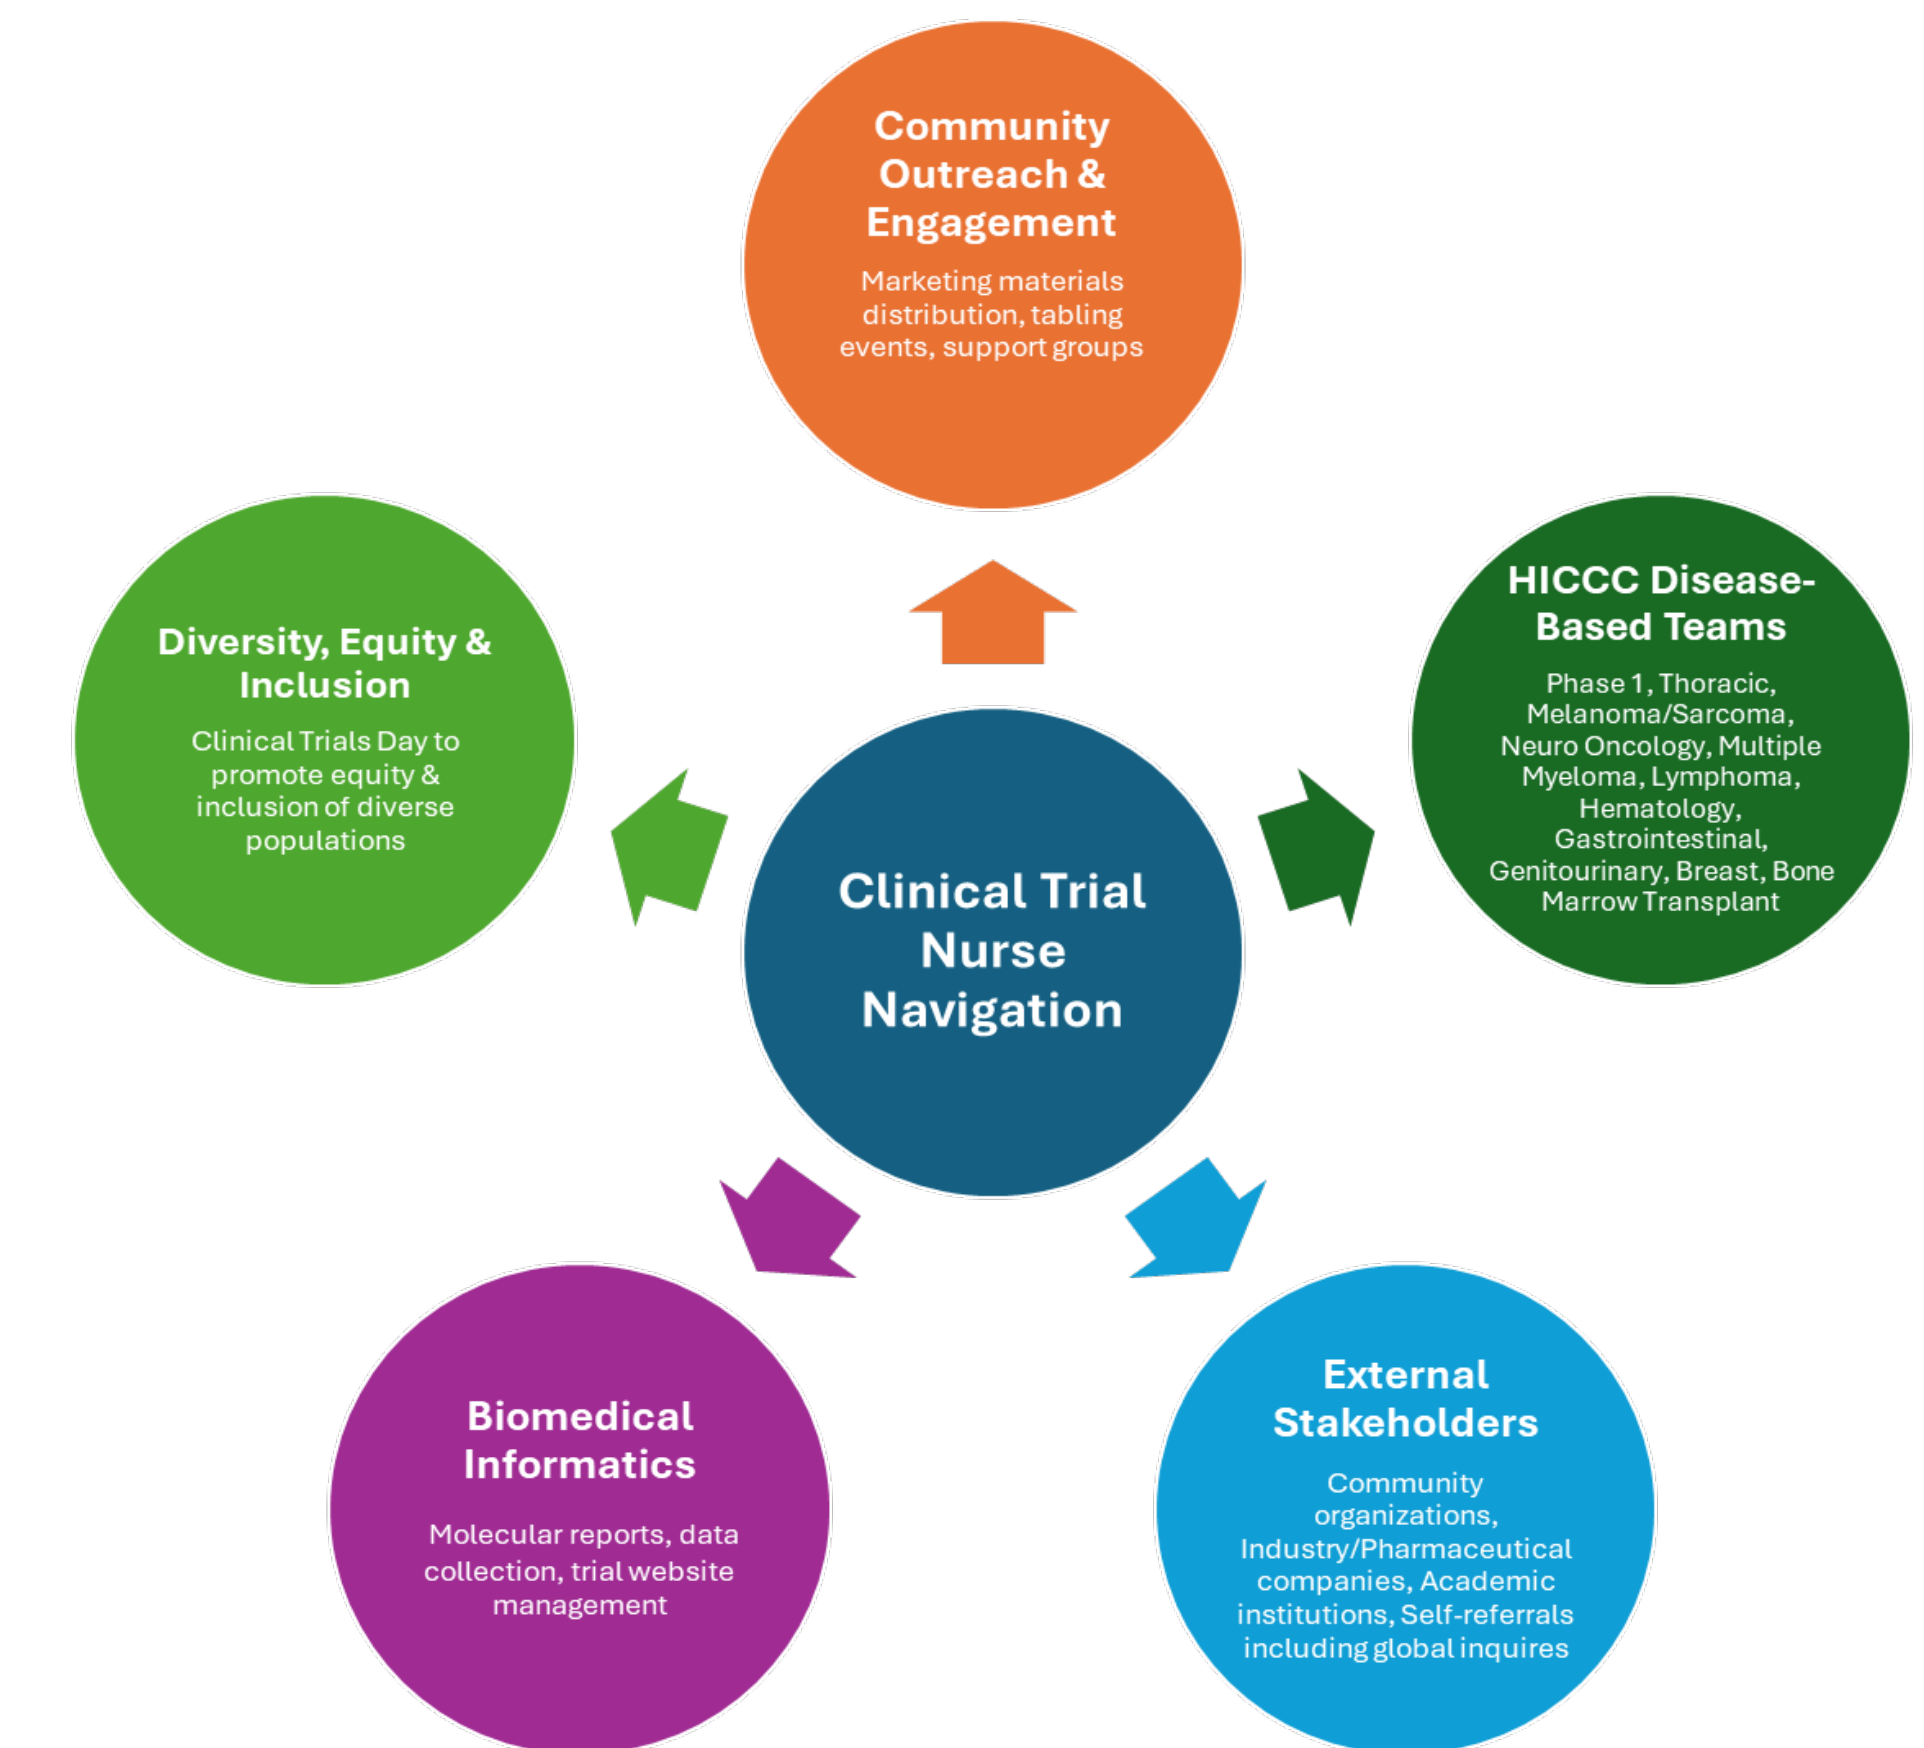 Community
Outreach &
Engagement
Marketing materials
distribution, tabling
events, support groups
Diversity, Equity &
Inclusion
Clinical Trials Day to
promote equity &
inclusion of diverse
populations
HICCC Disease-
Based Teams
Phase 1, Thoracic,
Melanoma/Sarcoma,
Neuro Oncology, Multiple
Myeloma, Lymphoma,
Hematology,
Gastrointestinal,
Genitourinary, Breast, Bone
Marrow Transplant
Clinical Trial
Nurse
Navigation
Biomedical
Informatics
Molecular reports, data
collection, trial website
management
External
Stakeholders
Community
organizations,
Industry/Pharmaceutical
companies, Academic
institutions, Self-referrals
including global inquires